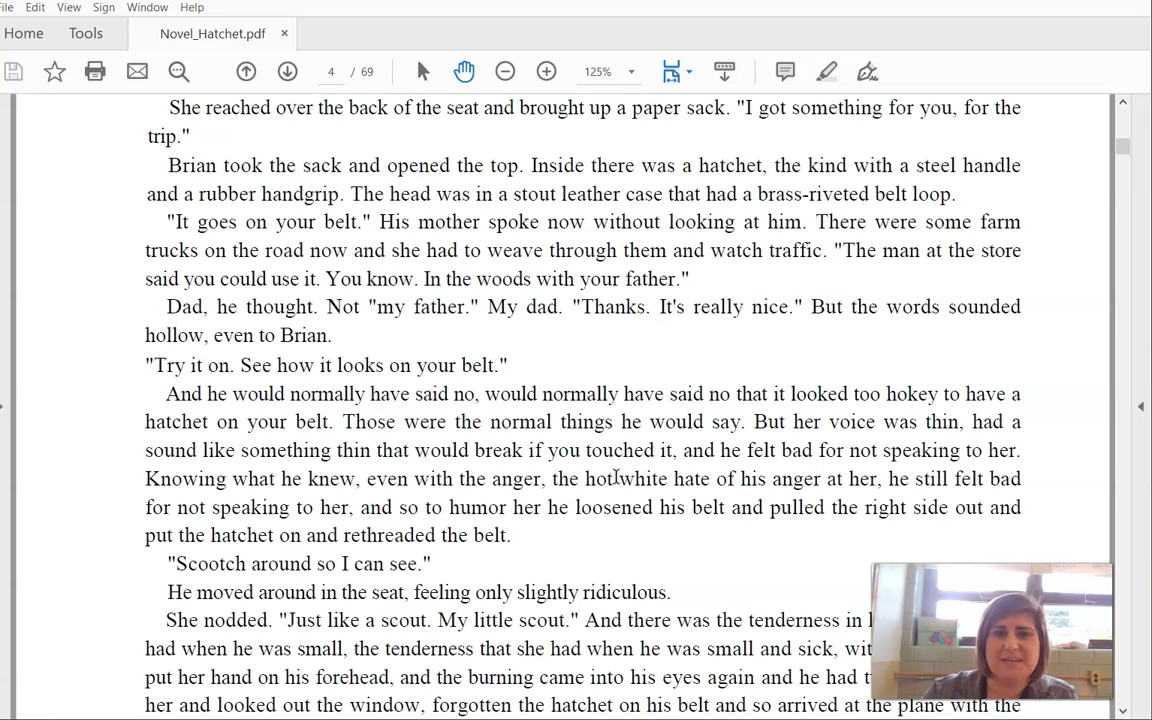 File Edit View Sign Window Help
Home Tools Novel_Hatchet.pdf ×
4 / 69 125%
She reached over the back of the seat and brought up a paper sack. "I got something for you, for the
trip."
Brian took the sack and opened the top. Inside there was a hatchet, the kind with a steel handle
and a rubber handgrip. The head was in a stout leather case that had a brass-riveted belt loop.
"It goes on your belt." His mother spoke now without looking at him. There were some farm
trucks on the road now and she had to weave through them and watch traffic. "The man at the store
said you could use it. You know. In the woods with your father."
Dad, he thought. Not "my father." My dad. "Thanks. It's really nice." But the words sounded
hollow, even to Brian.
"Try it on. See how it looks on your belt."
And he would normally have said no, would normally have said no that it looked too hokey to have a
hatchet on your belt. Those were the normal things he would say. But her voice was thin, had a
sound like something thin that would break if you touched it, and he felt bad for not speaking to her.
Knowing what he knew, even with the anger, the hot white hate of his anger at her, he still felt bad
for not speaking to her, and so to humor her he loosened his belt and pulled the right side out and
put the hatchet on and rethreaded the belt.
"Scootch around so I can see."
He moved around in the seat, feeling only slightly ridiculous.
She nodded. "Just like a scout. My little scout." And there was the tenderness in
had when he was small, the tenderness that she had when he was small and sick,
put her hand on his forehead, and the burning came into his eyes again and he had
her and looked out the window, forgotten the hatchet on his belt and so arrived at the plane with the